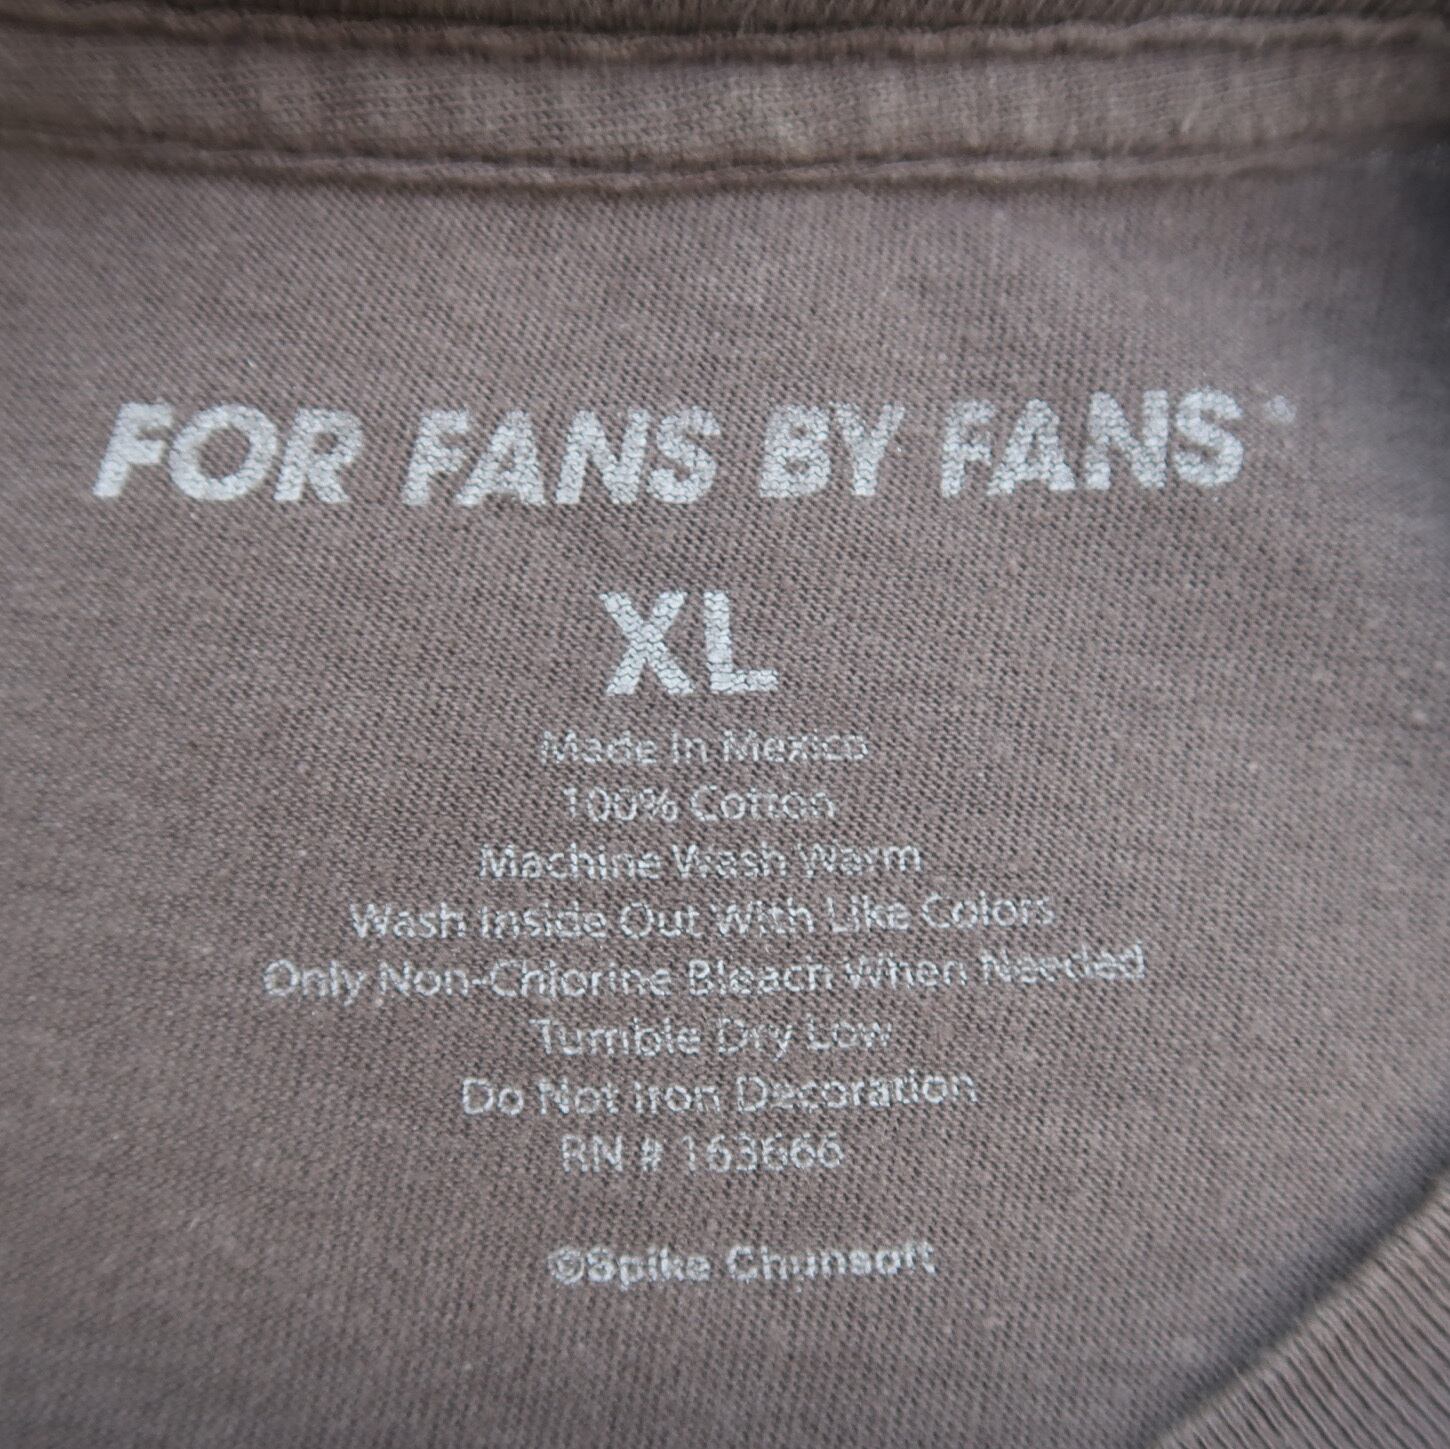 FOR FANS BY FANS®
XL
Made In Mexico
100% Cotton
Machine Wash Warm
Wash Inside Out With Like Colors
Only Non-Chlorine Bleach When Needed
Tumble Dry Low
Do Not Iron Decoration
RN # 163666
©Spike Chunsoft